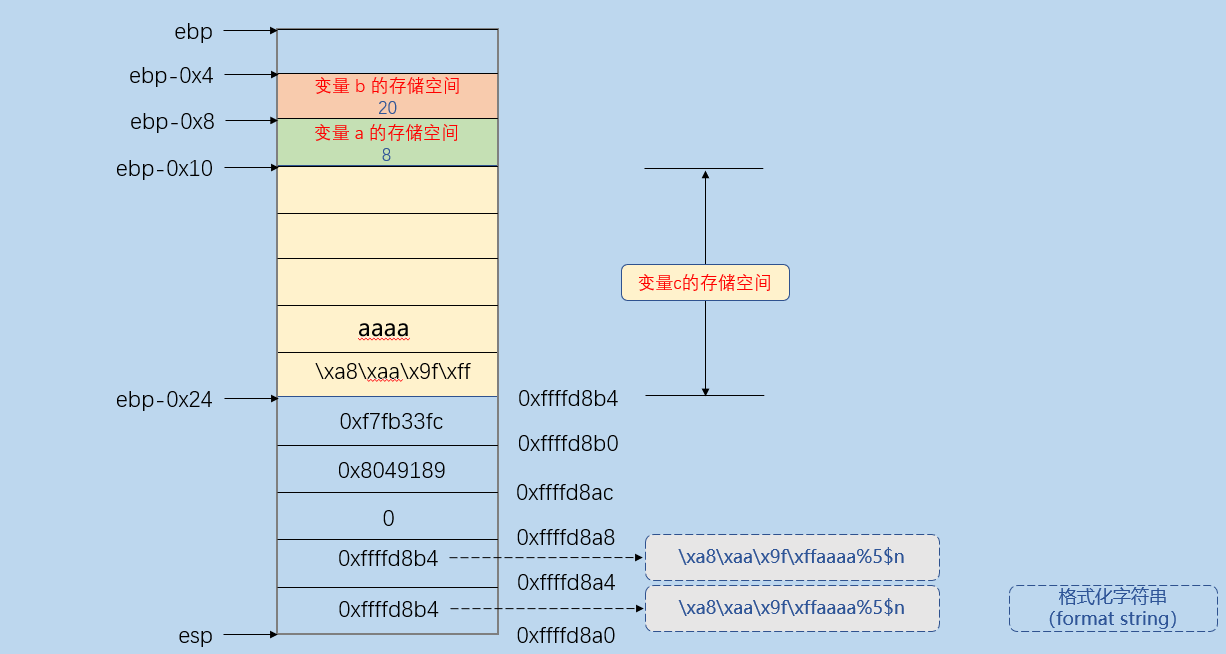 ebp
ebp-0x4
变量 b 的存储空间
20
ebp-0x8
变量 a 的存储空间
8
ebp-0x10
变量c的存储空间
aaaa
\xa8\xaa\x9f\xff
ebp-0x24
0xffffd8b4
0xf7fb33fc
0xffffd8b0
0x8049189
0xffffd8ac
0
0xffffd8a8
0xffffd8b4
\xa8\xaa\x9f\xffaaaa%5$n
0xffffd8a4
0xffffd8b4
\xa8\xaa\x9f\xffaaaa%5$n
格式化字符串
（format string）
esp
0xffffd8a0